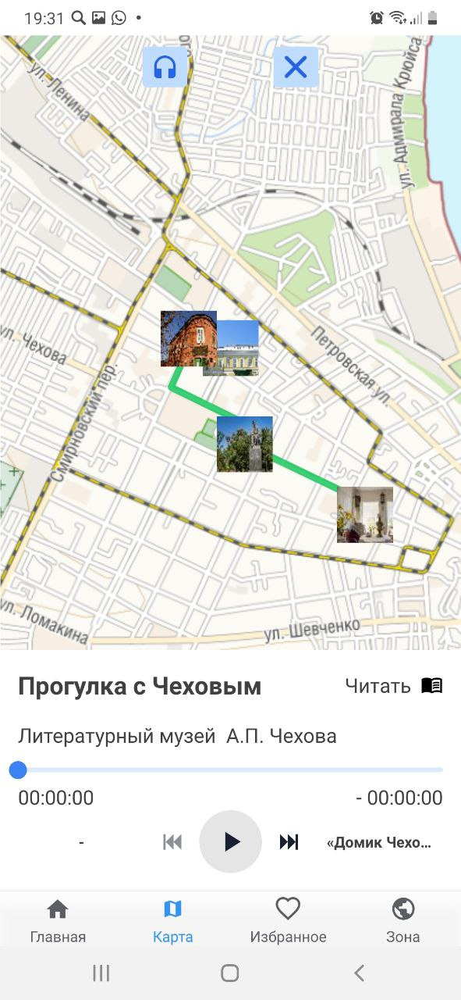 19:31
ул. Ленина
ул. Адмирала Крюйса
ул. Чехова
Петровская ул.
Смирновский пер.
ул. Ломакина
ул. Шевченко
Прогулка с Чеховым
Читать
Литературный музей А.П. Чехова
00:00:00
- 00:00:00
-
«Домик Чехо...
Главная
Карта
Избранное
Зона